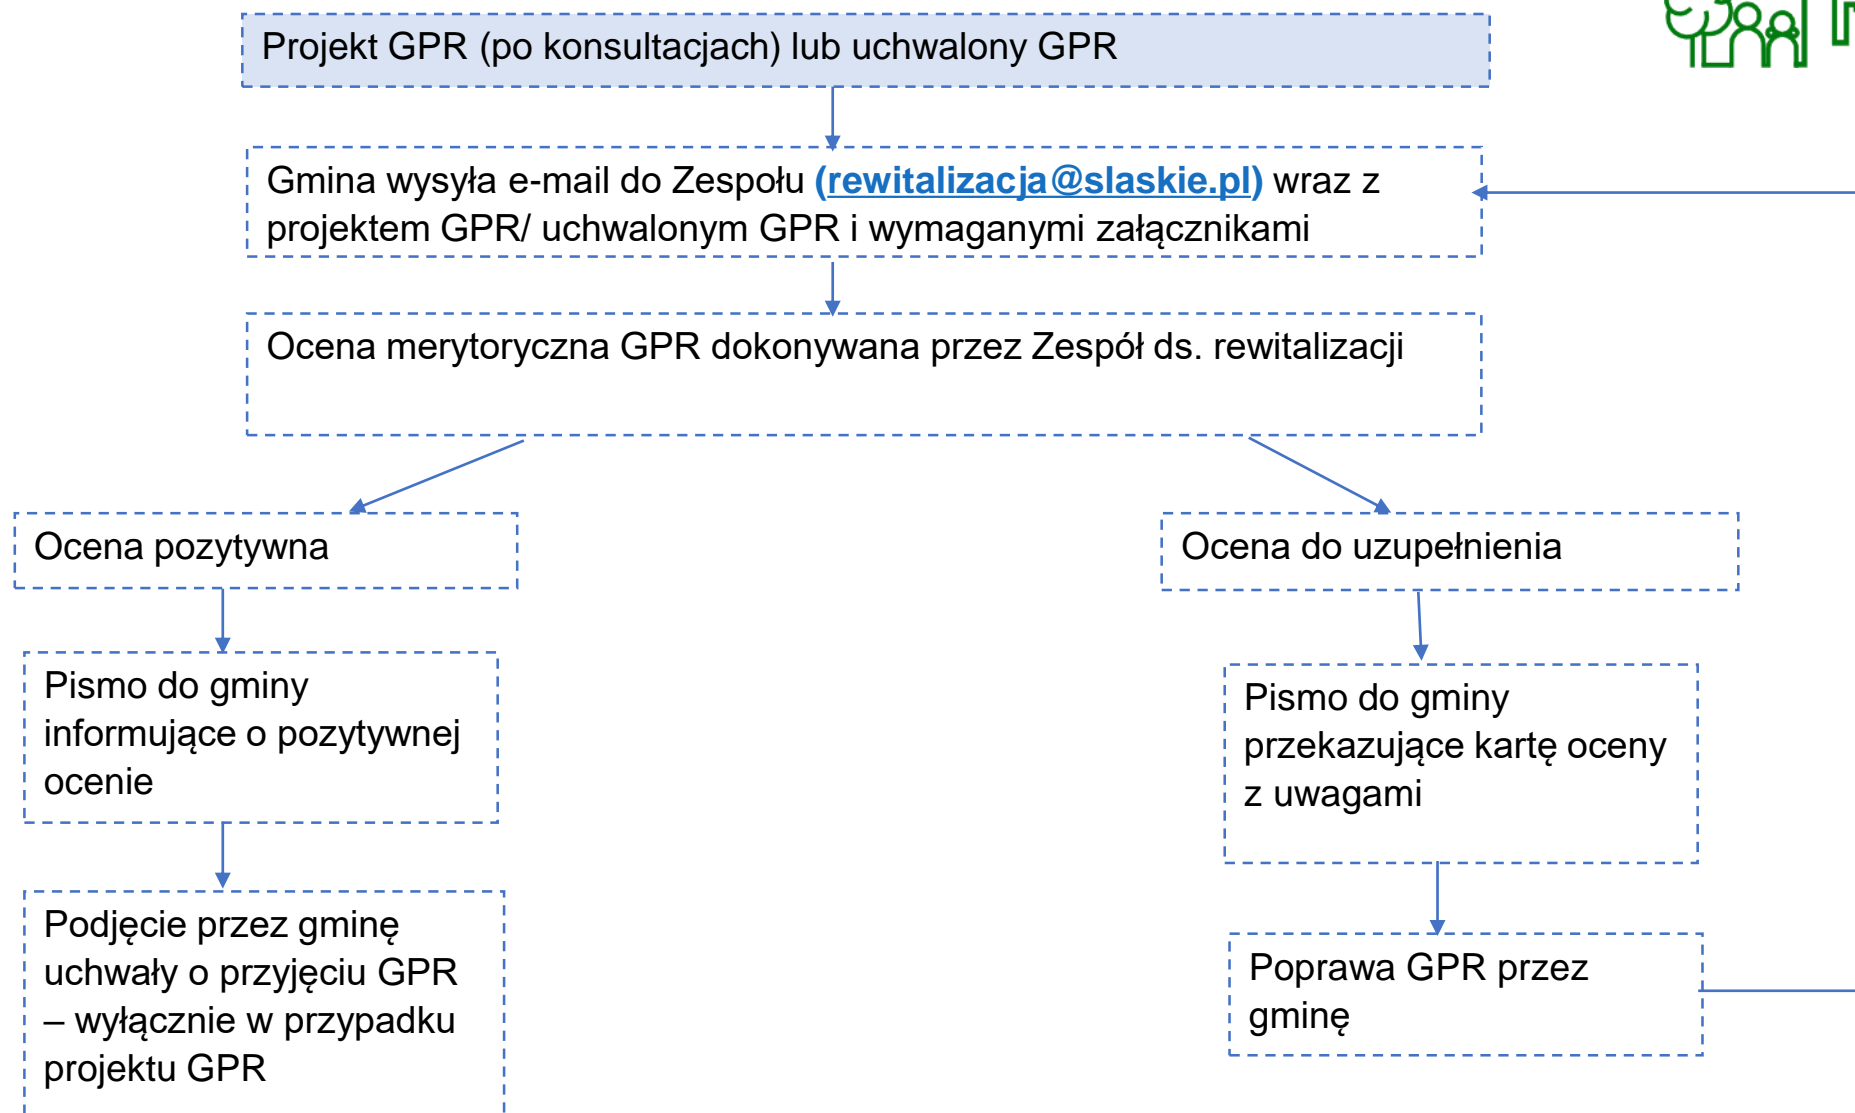 Projekt GPR (po konsultacjach) lub uchwalony GPR
Gmina wysyła e-mail do Zespołu (rewitalizacja@slaskie.pl) wraz z
projektem GPR/ uchwalonym GPR i wymaganymi załącznikami
Ocena merytoryczna GPR dokonywana przez Zespół ds. rewitalizacji
Ocena pozytywna
Pismo do gminy
informujące o pozytywnej
ocenie
Podjęcie przez gminę
uchwały o przyjęciu GPR
– wyłącznie w przypadku
projektu GPR
Ocena do uzupełnienia
Pismo do gminy
przekazujące kartę oceny
z uwagami
Poprawa GPR przez
gminę